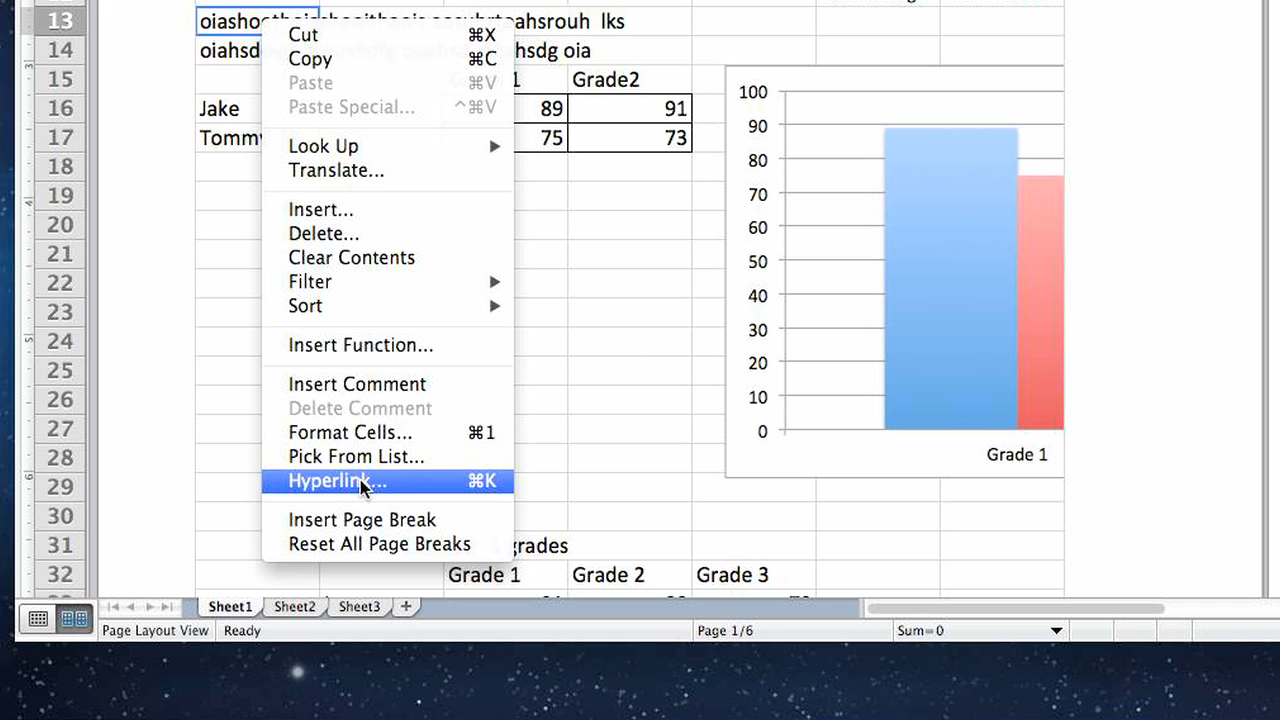 13
lks
Cut ⌘X
14
Copy ⌘C
hsdg oia
Paste ⌘V
15
Grade2
100
Paste Special... ^⌘V
16
Jake
89
91
90
17
Tommy
75
73
Look Up
80
18
Translate...
70
19
Insert...
60
20
Delete...
21
Clear Contents
50
22
Filter
40
23
Sort
30
24
Insert Function...
20
25
Insert Comment
10
26
Delete Comment
0
27
Format Cells... ⌘1
28
Pick From List...
Grade 1
29
Hyperlink... ⌘K
30
Insert Page Break
31
Reset All Page Breaks
grades
32
Grade 1
Grade 2
Grade 3
Sheet1 Sheet2 Sheet3 +
Page Layout View Ready Page 1/6 Sum=0